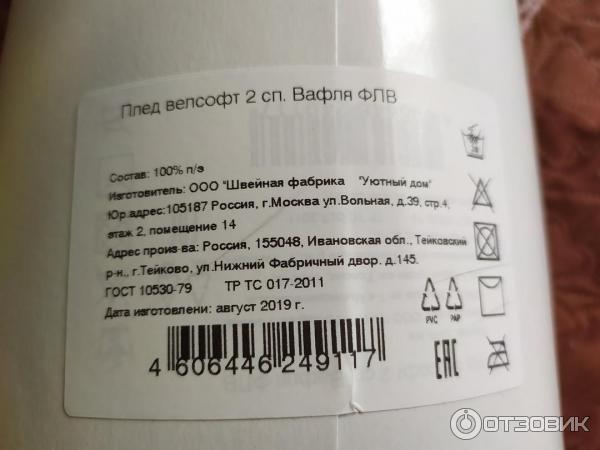 Плед велсофт 2 сп. Вафля ФЛВ
Состав: 100% п/э
Изготовитель: ООО "Швейная фабрика "Уютный дом"
Юр.адрес:105187 Россия, г.Москва ул.Вольная, д.39, стр.4,
этаж 2, помещение 14
Адрес произ-ва: Россия, 155048, Ивановская обл., Тейковский
р-н., г.Тейково, ул.Нижний Фабричный двор. д.145.
ГОСТ 10530-79 ТР ТС 017-2011
Дата изготовлени: август 2019 г.
PVC PAP
4 606446 249117
EAC
ОТЗОВИК